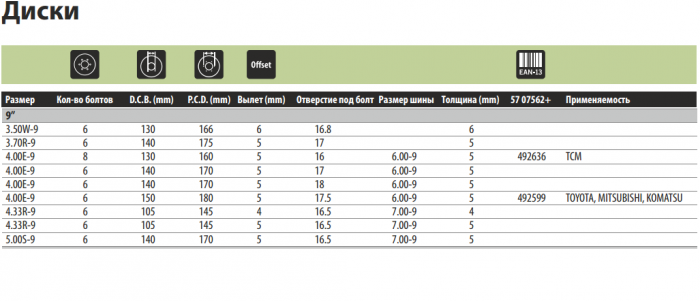 Диски
Offset
EAN•13
Размер Кол-во болтов D.C.B. (mm) P.C.D. (mm) Вылет (mm) Отверстие под болт Размер шины Толщина (mm) 57 07562+ Применяемость
9"
3.50W-9 6 130 166 6 16.8 6
3.70R-9 6 140 175 5 17 5
4.00E-9 8 130 160 5 16 6.00-9 5 492636 TCM
4.00E-9 6 140 170 5 17 6.00-9 5
4.00E-9 6 140 170 5 18 6.00-9 5
4.00E-9 6 150 180 5 17.5 6.00-9 5 492599 TOYOTA, MITSUBISHI, KOMATSU
4.33R-9 6 105 145 4 16.5 7.00-9 4
4.33R-9 6 105 145 5 16.5 7.00-9 5
5.00S-9 6 140 170 5 16.5 7.00-9 5